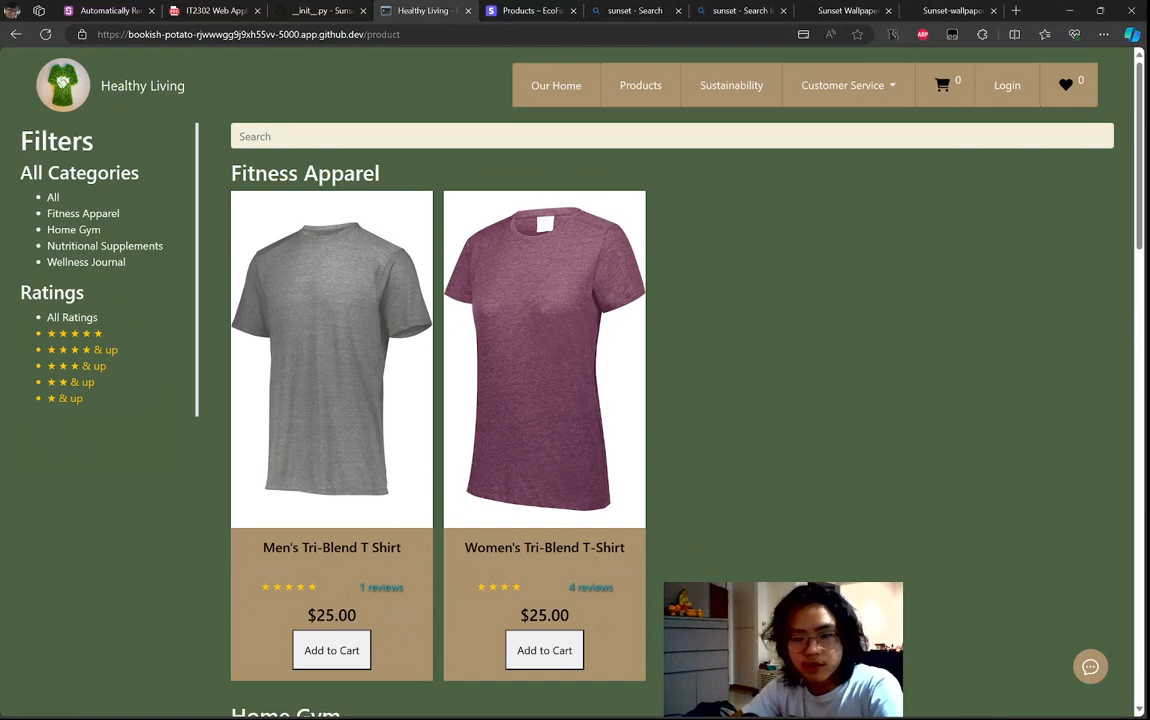 Automatically Re
IT2302 Web Appl
__init__.py - Suns
Healthy Living -
Products – EcoFa
sunset - Search
sunset - Search I
Sunset Wallpaper
Sunset-wallpaper
https://bookish-potato-rjwwwgg9j9xh55vv-5000.app.github.dev/product
Healthy Living
Our Home
Products
Sustainability
Customer Service
0
Login
0
Filters
All Categories
All
Fitness Apparel
Home Gym
Nutritional Supplements
Wellness Journal
Ratings
All Ratings
★ ★ ★ ★ ★
★ ★ ★ ★ & up
★ ★ ★ & up
★ ★ & up
★ & up
Search
Fitness Apparel
Men's Tri-Blend T Shirt
★ ★ ★ ★ ★ 1 reviews
$25.00
Add to Cart
Women's Tri-Blend T-Shirt
★ ★ ★ ★ 4 reviews
$25.00
Add to Cart
Home Gym